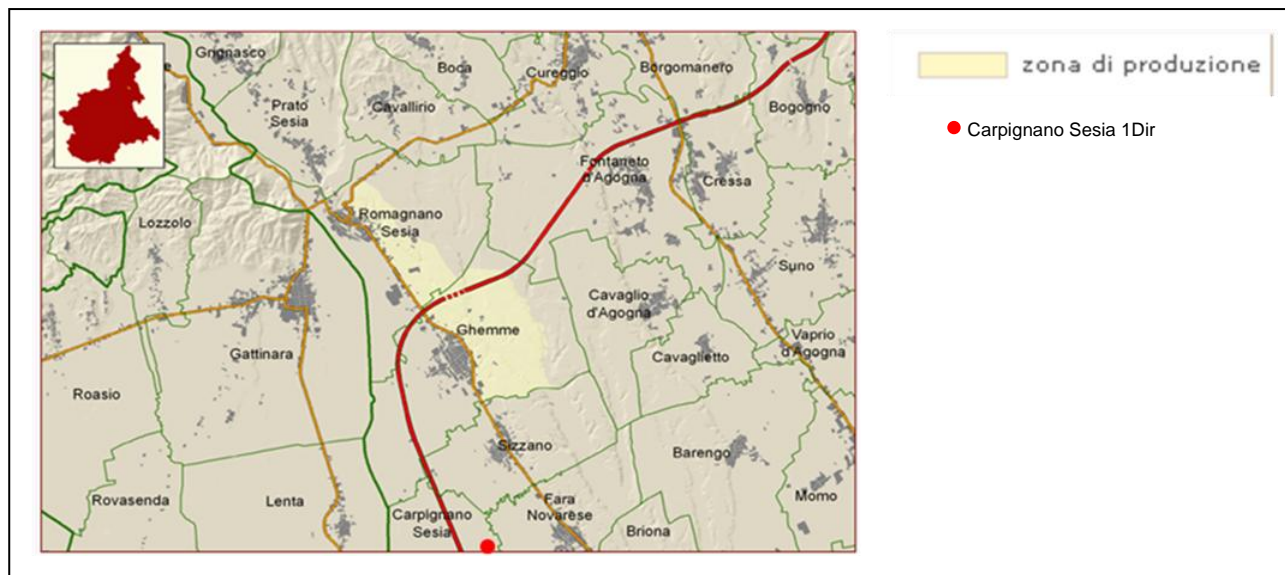 Grignasco
Boca
Cureggio
Borgomanero
Bogogno
Prato
Sesia
Cavallirio
Fontaneto
d'Agogna
Cressa
Lozzolo
Romagnano
Sesia
Suno
Cavaglio
d'Agogna
Ghemme
Vaprio
d'Agogna
Gattinara
Cavaglietto
Roasio
Sizzano
Barengo
Rovasenda
Lenta
Carpignano
Sesia
Fara
Novarese
Briona
Momo
zona di produzione
Carpignano Sesia 1Dir